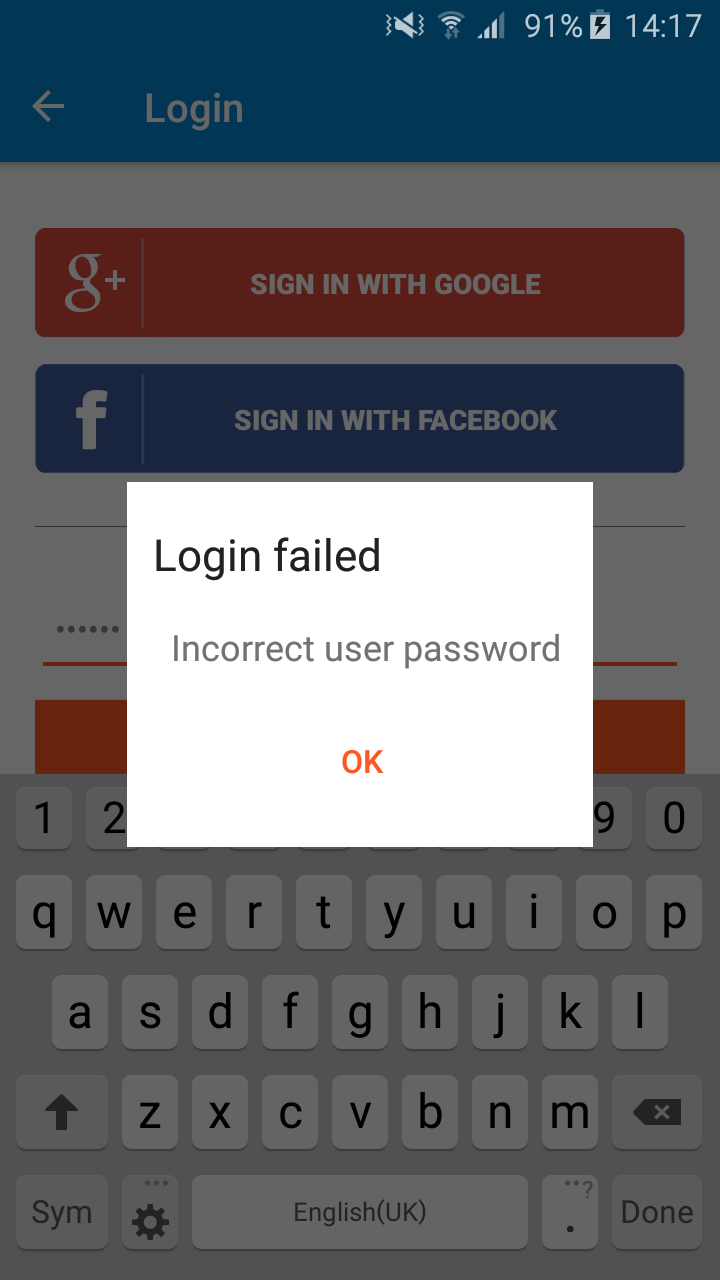 91% 14:17
Login
g+ SIGN IN WITH GOOGLE
f SIGN IN WITH FACEBOOK
Login failed
••••••
Incorrect user password
OK
1 2 9 0
q w e r t y u i o p
a s d f g h j k l
z x c v b n m
Sym English(UK) . ? Done